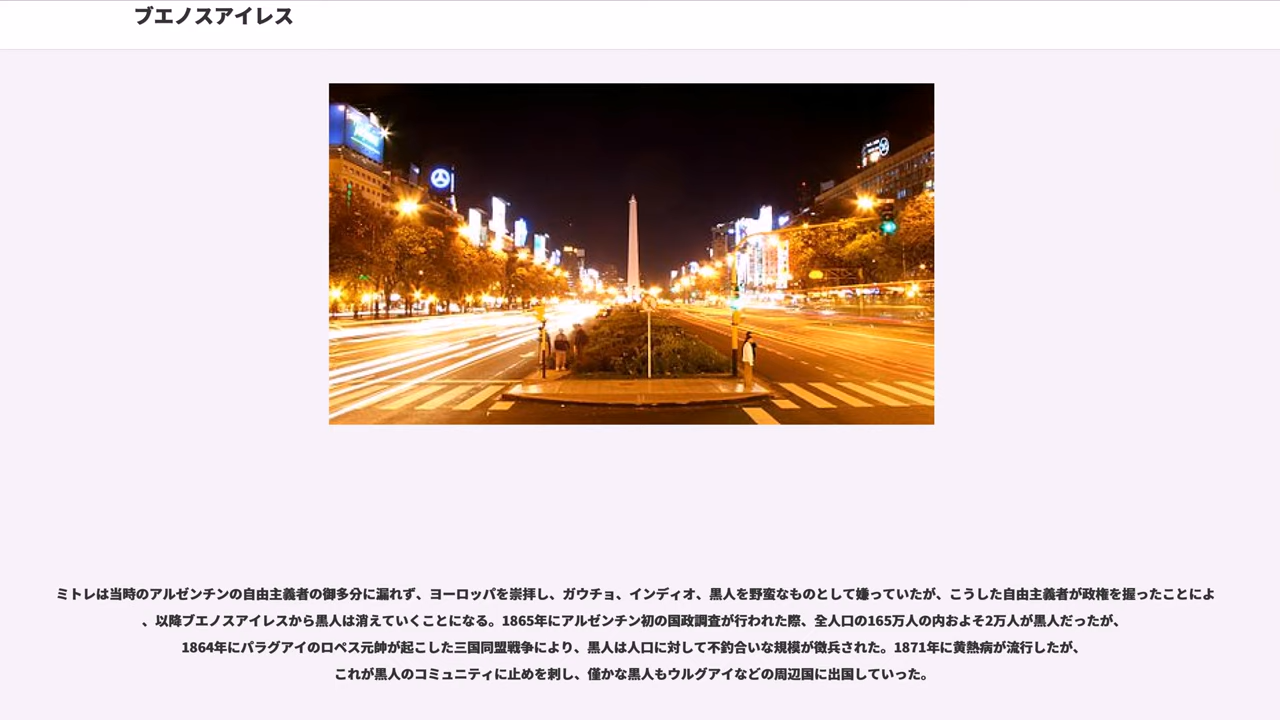 ブエノスアイレス
ミトレは当時のアルゼンチンの自由主義者の御多分に漏れず、ヨーロッパを崇拝し、ガウチョ、インディオ、黒人を野蛮なものとして嫌っていたが、こうした自由主義者が政権を握ったことによ
、以降ブエノスアイレスから黒人は消えていくことになる。1865年にアルゼンチン初の国政調査が行われた際、全人口の165万人の内およそ2万人が黒人だったが、
1864年にパラグアイのロペス元帥が起こした三国同盟戦争により、黒人は人口に対して不釣合いな規模が徴兵された。1871年に黄熱病が流行したが、
これが黒人のコミュニティに止めを刺し、僅かな黒人もウルグアイなどの周辺国に出国していった。